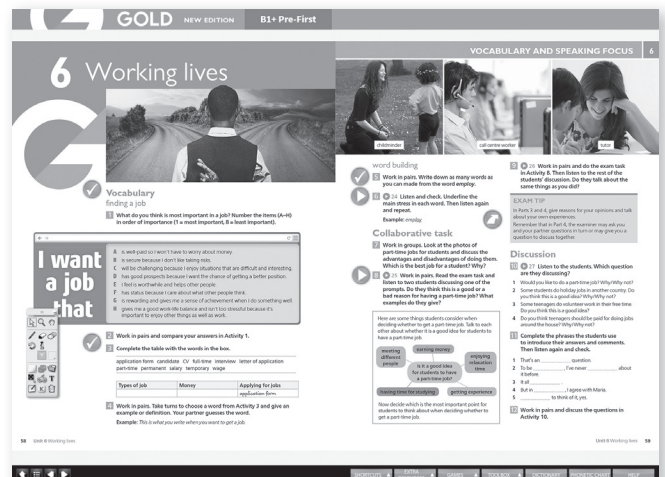 GOLD NEW EDITION B1+ Pre-First
6 Working lives
Vocabulary
finding a job
1 What do you think is most important in a job? Number the items (A–H)
in order of importance (1 = most important, 8 = least important).
I want
a job
that
A is well-paid so I won't have to worry about money.
B is secure because I don't like taking risks.
C will be challenging because I enjoy situations that are difficult and interesting.
D has good prospects because I want the chance of getting a better position.
E I feel is worthwhile and helps other people.
F has status because I care about what other people think.
G is rewarding and gives me a sense of achievement when I do something well.
H gives me a good work-life balance and isn't too stressful because it's
important to enjoy other things as well as work.
2 Work in pairs and compare your answers in Activity 1.
3 Complete the table with the words in the box.
application form candidate CV full-time interview letter of application
part-time permanent salary temporary wage
Types of job Money Applying for jobs
application form
4 Work in pairs. Take turns to choose a word from Activity 3 and give an
example or definition. Your partner guesses the word.
Example: This is what you write when you want to get a job.
58 Unit 6 Working lives
VOCABULARY AND SPEAKING FOCUS 6
childminder
call-centre worker
tutor
word building
5 Work in pairs. Write down as many words as
you can made from the word employ.
6 24 Listen and check. Underline the
main stress in each word. Then listen again
and repeat.
Example: employ
Collaborative task
7 Work in groups. Look at the photos of
part-time jobs for students and discuss the
advantages and disadvantages of doing them.
Which is the best job for a student? Why?
8 25 Work in pairs. Read the exam task and
listen to two students discussing one of the
prompts. Do they think this is a good or a
bad reason for having a part-time job? What
examples do they give?
Here are some things students consider when
deciding whether to get a part-time job. Talk to each
other about whether it is a good idea for students to
have a part-time job.
meeting
different
people
earning money
enjoying
relaxation
time
Is it a good idea
for students to have
a part-time job?
having time for studying
getting experience
Now decide which is the most important point for
students to think about when deciding whether to
get a part-time job.
9 26 Work in pairs and do the exam task
in Activity 8. Then listen to the rest of the
students' discussion. Do they talk about the
same things as you did?
EXAM TIP
In Parts 3 and 4, give reasons for your opinions and talk
about your own experiences.
Remember that in Part 4, the examiner may ask you
and your partner questions in turn or may give you a
question to discuss together.
Discussion
10 27 Listen to the students. Which question
are they discussing?
1 Would you like to do a part-time job? Why/Why not?
2 Some students do holiday jobs in another country. Do
you think this is a good idea? Why/Why not?
3 Some teenagers do volunteer work in their free time.
Do you think this is a good idea?
4 Do you think teenagers should be paid for doing jobs
around the house? Why/Why not?
11 Complete the phrases the students use
to introduce their answers and comments.
Then listen again and check.
1 That's an ________ question.
2 To be ________, I've never ________ about
it before.
3 It all ________.
4 But in ________, I agree with Maria.
5 ________ to think of it, yes.
12 Work in pairs and discuss the questions in
Activity 10.
Unit 6 Working lives 59
SHORTCUTS EXTRA GAMES TOOLBOX DICTIONARY PHONETIC CHART HELP